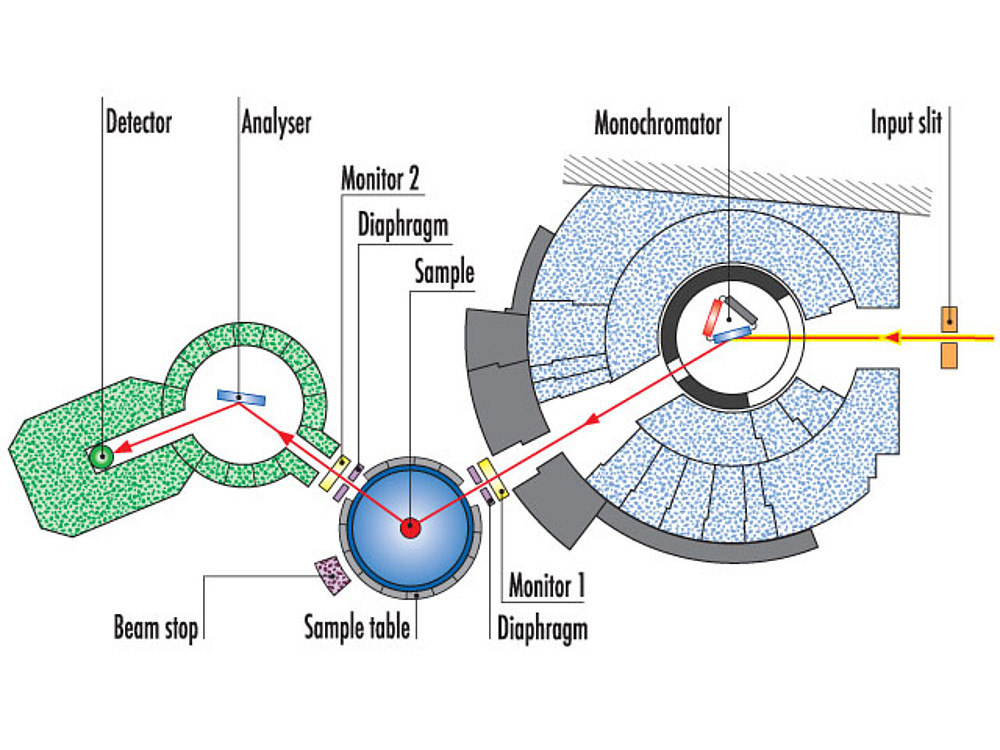 Detector
Analyser
Monochromator
Input slit
Monitor 2
Diaphragm
Sample
Monitor 1
Beam stop
Sample table
Diaphragm